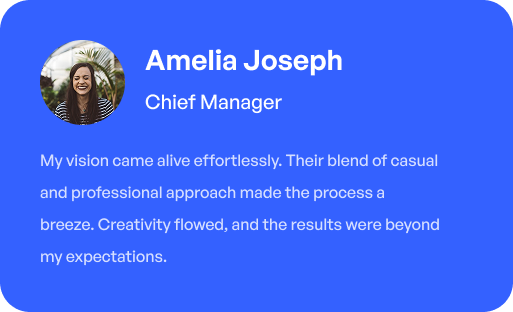 Amelia Joseph
Chief Manager
My vision came alive effortlessly. Their blend of casual
and professional approach made the process a
breeze. Creativity flowed, and the results were beyond
my expectations.